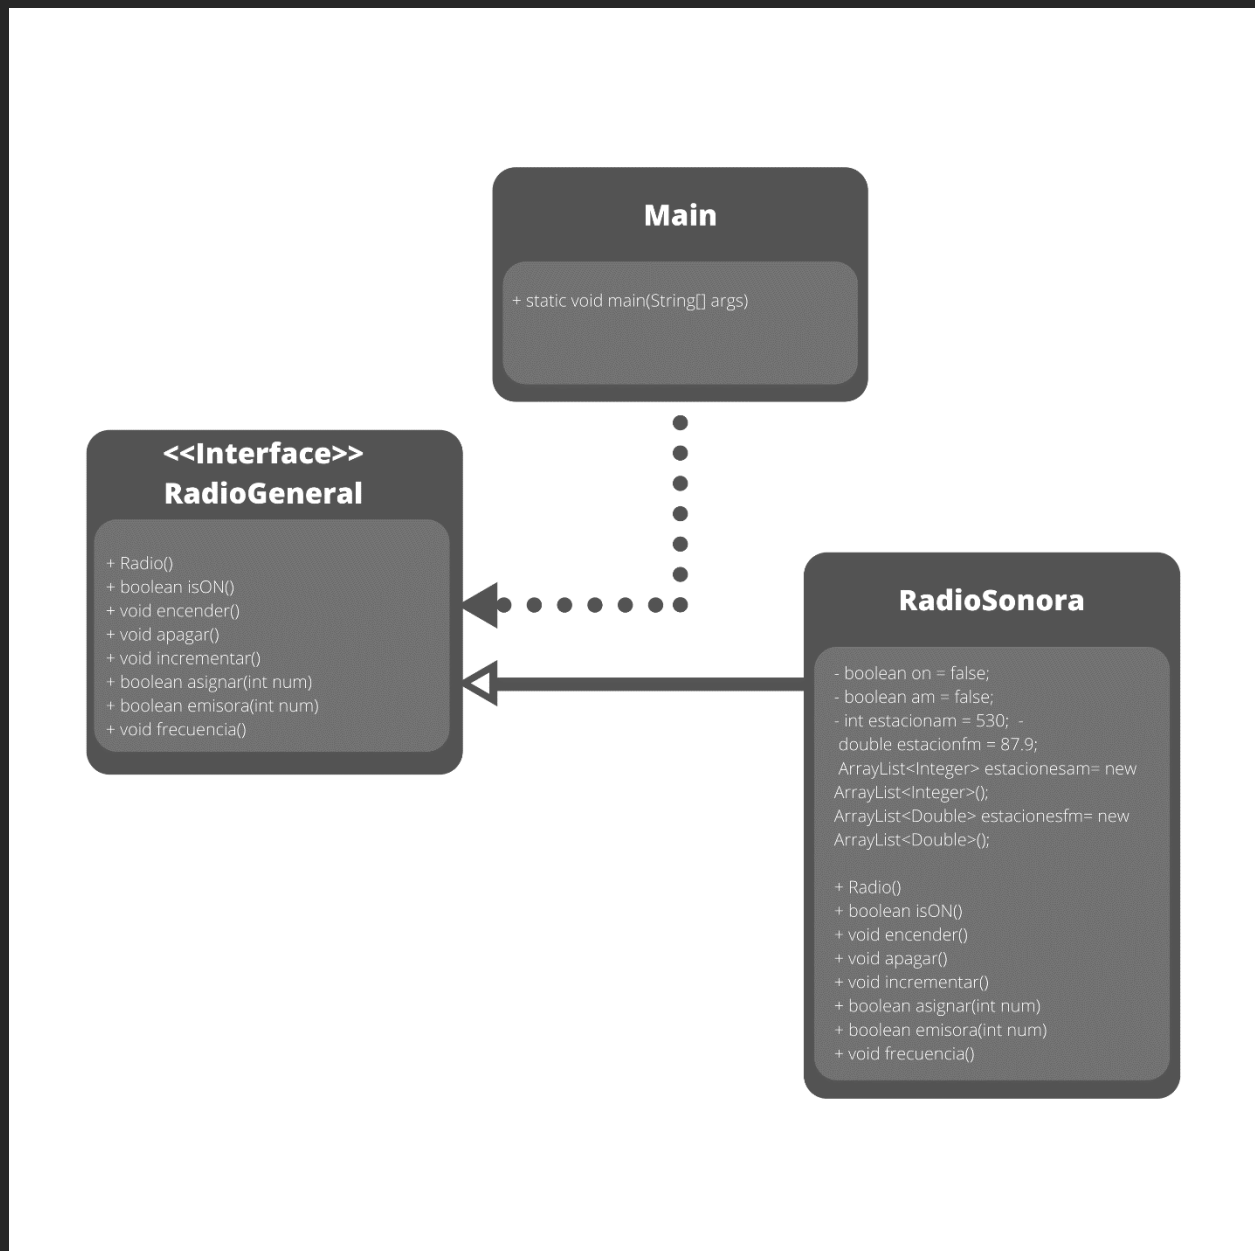 Main
+ static void main(String[] args)
<<Interface>>
RadioGeneral
+ Radio()
+ boolean isON()
+ void encender()
+ void apagar()
+ void incrementar()
+ boolean asignar(int num)
+ boolean emisora(int num)
+ void frecuencia()
RadioSonora
- boolean on = false;
- boolean am = false;
- int estacionam = 530;  -
double estacionfm = 87.9;
ArrayList<Integer> estacionesam= new
ArrayList<Integer>();
ArrayList<Double> estacionesfm= new
ArrayList<Double>();
+ Radio()
+ boolean isON()
+ void encender()
+ void apagar()
+ void incrementar()
+ boolean asignar(int num)
+ boolean emisora(int num)
+ void frecuencia()